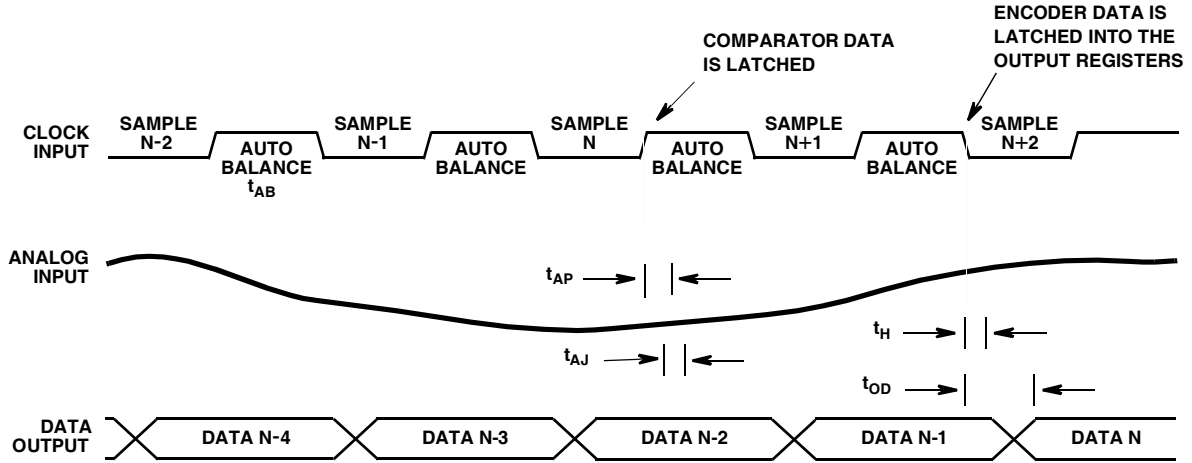 COMPARATOR DATA
IS LATCHED
ENCODER DATA IS
LATCHED INTO THE
OUTPUT REGISTERS
CLOCK
INPUT
SAMPLE
N-2
AUTO
BALANCE
tAB
SAMPLE
N-1
AUTO
BALANCE
SAMPLE
N
AUTO
BALANCE
SAMPLE
N+1
AUTO
BALANCE
SAMPLE
N+2
ANALOG
INPUT
tAP
tH
tAJ
tOD
DATA
OUTPUT
DATA N-4
DATA N-3
DATA N-2
DATA N-1
DATA N